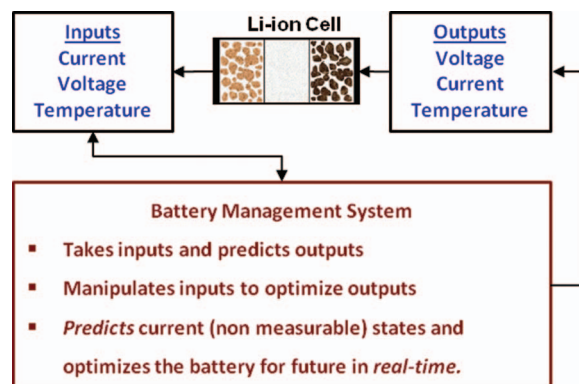 Li-ion Cell
Inputs
Current
Voltage
Temperature
Outputs
Voltage
Current
Temperature
Battery Management System
▪ Takes inputs and predicts outputs
▪ Manipulates inputs to optimize outputs
▪ Predicts current (non measurable) states and
optimizes the battery for future in real-time.